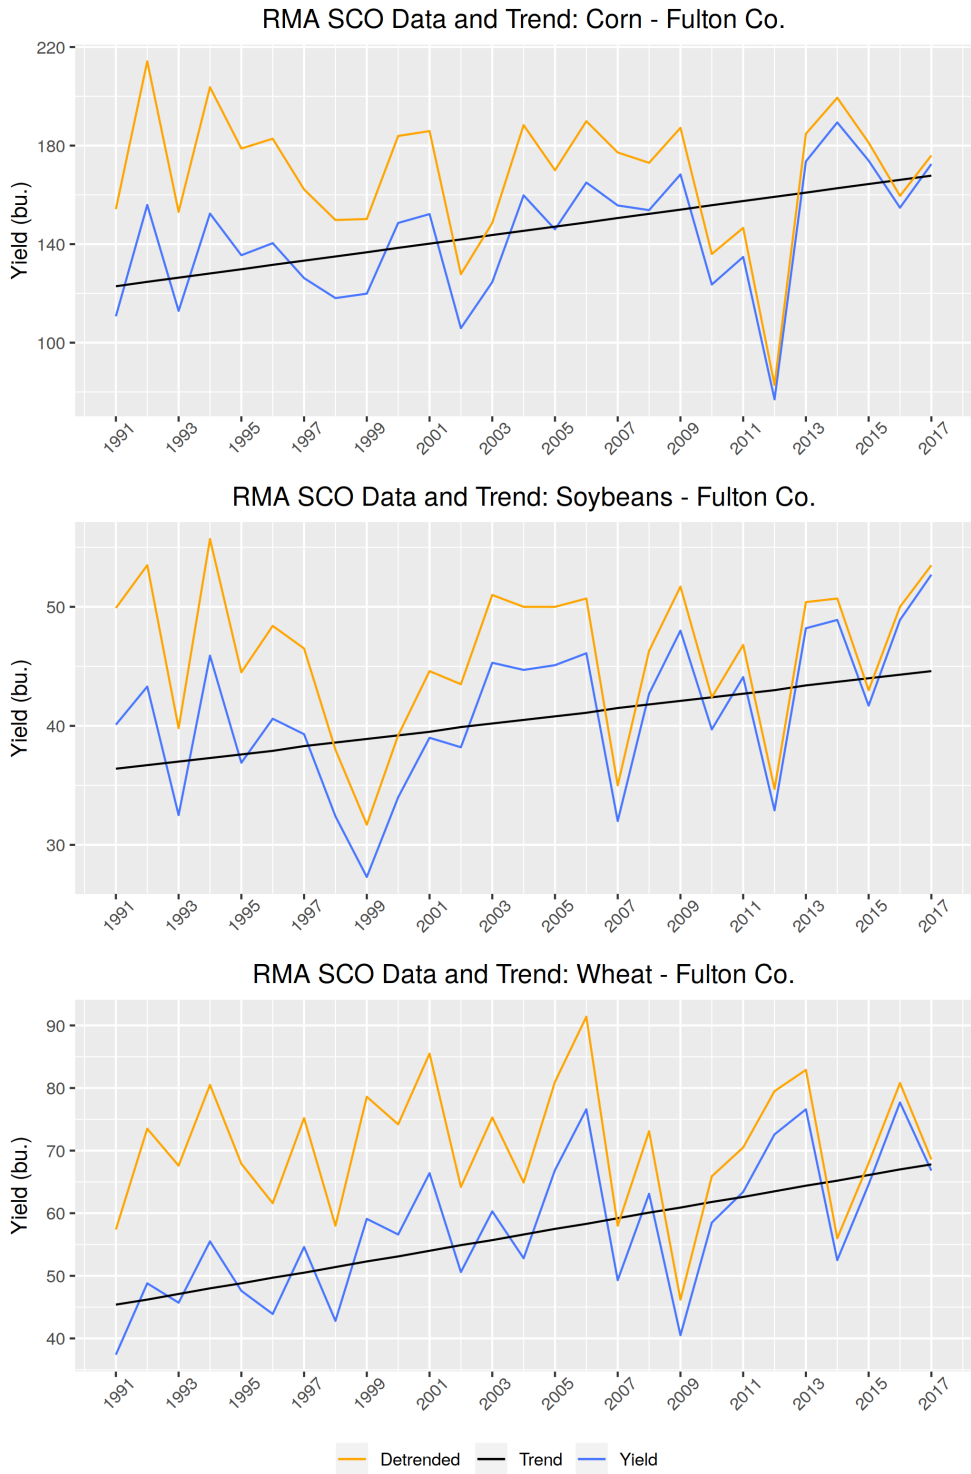 RMA SCO Data and Trend: Corn - Fulton Co.
Yield (bu.)
220
180
140
100
1991 1993 1995 1997 1999 2001 2003 2005 2007 2009 2011 2013 2015 2017
RMA SCO Data and Trend: Soybeans - Fulton Co.
Yield (bu.)
50
40
30
1991 1993 1995 1997 1999 2001 2003 2005 2007 2009 2011 2013 2015 2017
RMA SCO Data and Trend: Wheat - Fulton Co.
Yield (bu.)
90
80
70
60
50
40
1991 1993 1995 1997 1999 2001 2003 2005 2007 2009 2011 2013 2015 2017
Detrended Trend Yield